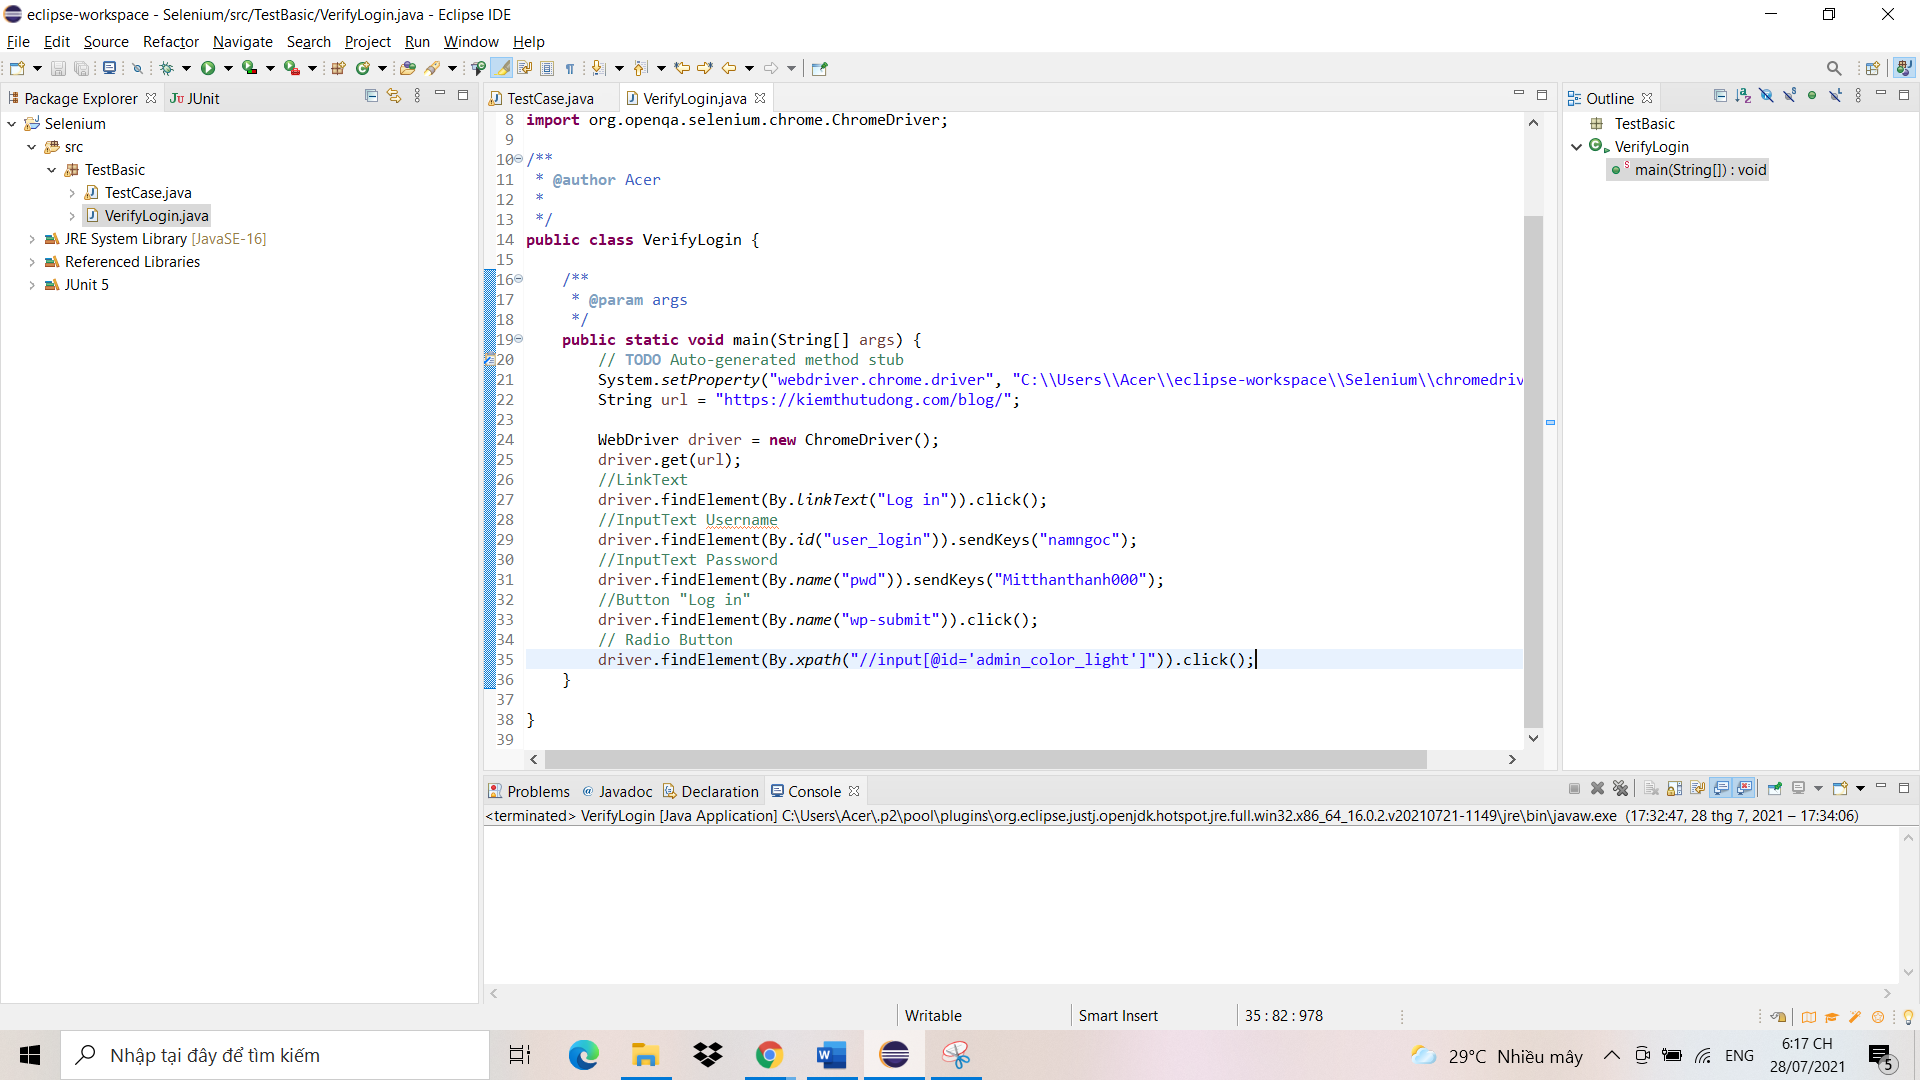 eclipse-workspace - Selenium/src/TestBasic/VerifyLogin.java - Eclipse IDE
File Edit Source Refactor Navigate Search Project Run Window Help
Package Explorer
JUnit
Selenium
src
TestBasic
TestCase.java
VerifyLogin.java
JRE System Library [JavaSE-16]
Referenced Libraries
JUnit 5
TestCase.java
VerifyLogin.java
8 import org.openqa.selenium.chrome.ChromeDriver;
9
10 /**
11 * @author Acer
12 *
13 */
14 public class VerifyLogin {
15
16 /**
17 * @param args
18 */
19 public static void main(String[] args) {
20 // TODO Auto-generated method stub
21 System.setProperty("webdriver.chrome.driver", "C:\\Users\\Acer\\eclipse-workspace\\Selenium\\chromedriv
22 String url = "https://kiemthutudong.com/blog/";
23
24 WebDriver driver = new ChromeDriver();
25 driver.get(url);
26 //LinkText
27 driver.findElement(By.linkText("Log in")).click();
28 //InputText Username
29 driver.findElement(By.id("user_login")).sendKeys("namngoc");
30 //InputText Password
31 driver.findElement(By.name("pwd")).sendKeys("Mitthanthanh000");
32 //Button "Log in"
33 driver.findElement(By.name("wp-submit")).click();
34 // Radio Button
35 driver.findElement(By.xpath("//input[@id='admin_color_light']")).click();
36 }
37
38 }
39
Outline
TestBasic
VerifyLogin
main(String[]) : void
Problems @ Javadoc Declaration Console
<terminated> VerifyLogin [Java Application] C:\Users\Acer\.p2\pool\plugins\org.eclipse.justj.openjdk.hotspot.jre.full.win32.x86_64_16.0.2.v20210721-1149\jre\bin\javaw.exe (17:32:47, 28 thg 7, 2021 – 17:34:06)
Writable Smart Insert 35 : 82 : 978
Nhập tại đây để tìm kiếm
29°C Nhiều mây
ENG
6:17 CH
28/07/2021
5